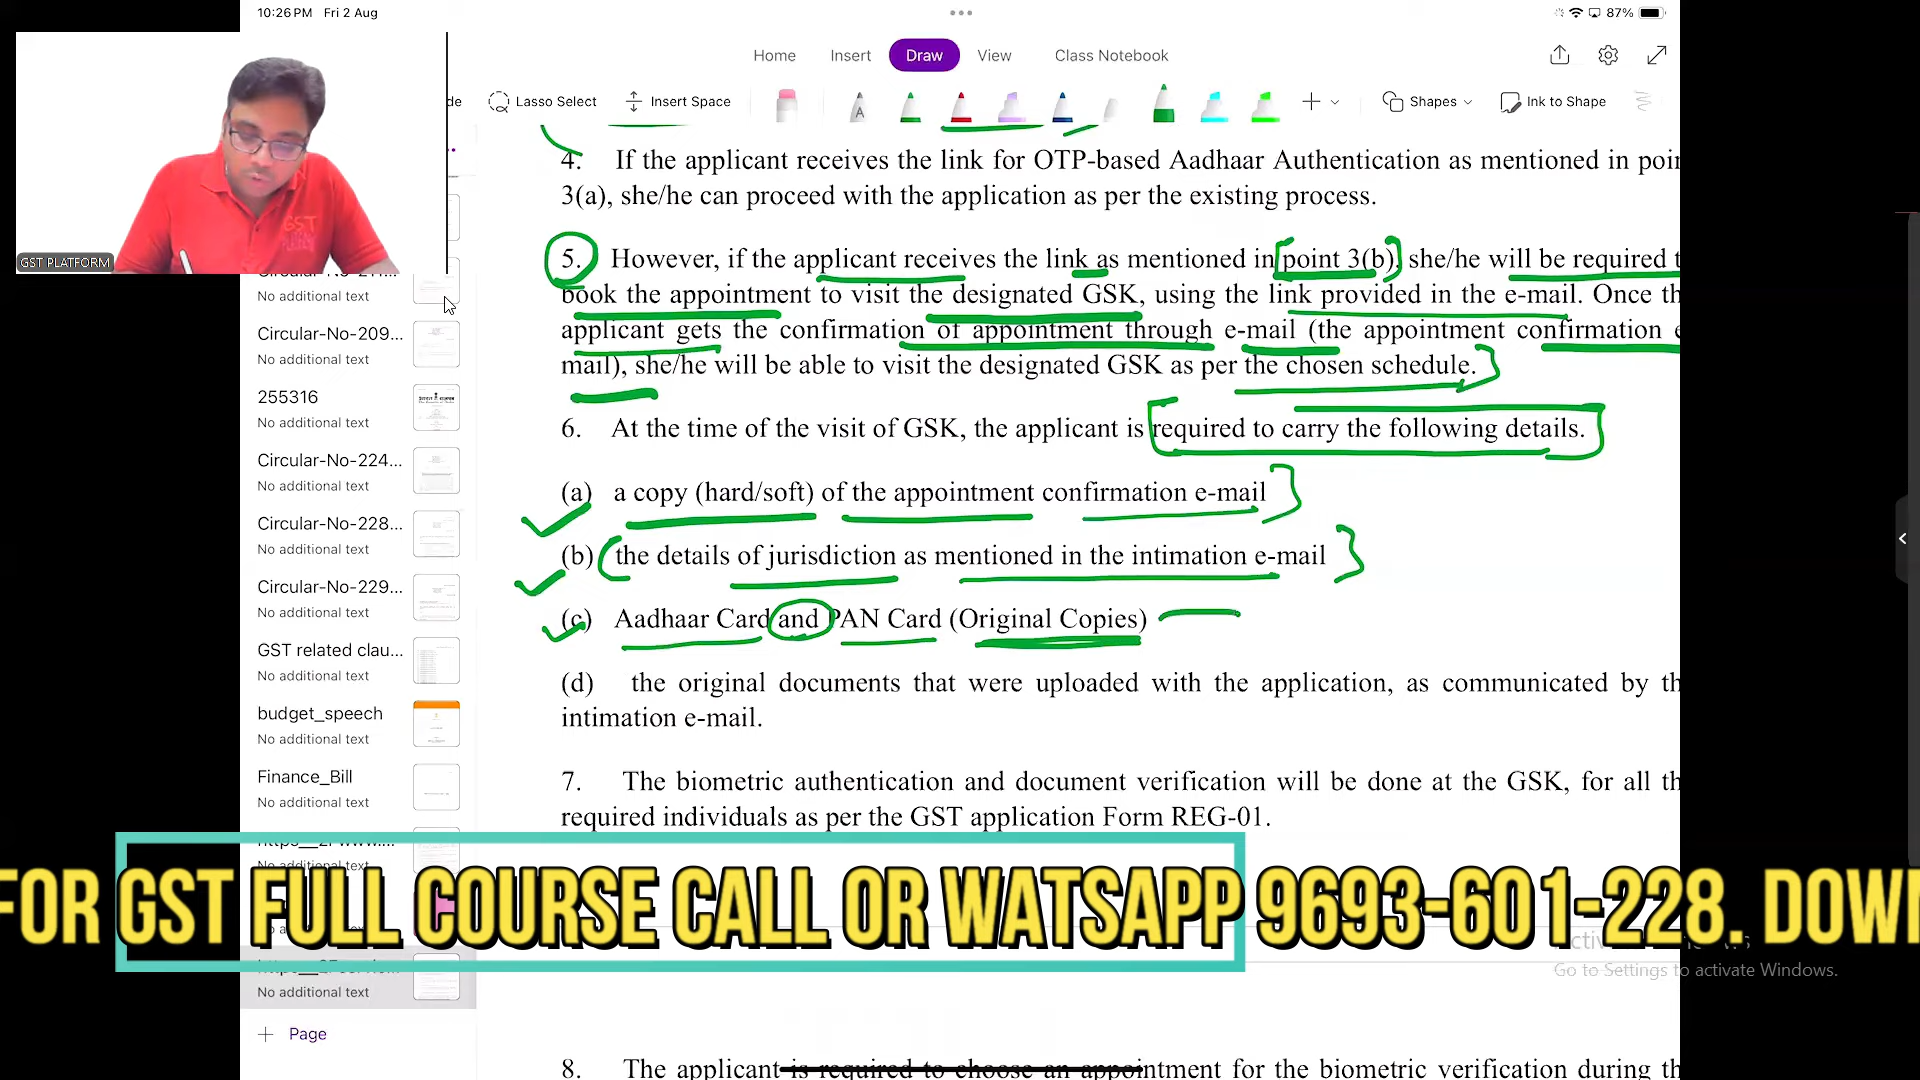 10:26 PM Fri 2 Aug
87%
Home Insert Draw View Class Notebook
Lasso Select Insert Space Shapes Ink to Shape
GST PLATFORM
4. If the applicant receives the link for OTP-based Aadhaar Authentication as mentioned in
3(a), she/he can proceed with the application as per the existing process.
5. However, if the applicant receives the link as mentioned in point 3(b), she/he will be required
book the appointment to visit the designated GSK, using the link provided in the e-mail. Once
applicant gets the confirmation of appointment through e-mail (the appointment confirmation
mail), she/he will be able to visit the designated GSK as per the chosen schedule.
6. At the time of the visit of GSK, the applicant is required to carry the following details.
(a) a copy (hard/soft) of the appointment confirmation e-mail
(b) the details of jurisdiction as mentioned in the intimation e-mail
(c) Aadhaar Card and PAN Card (Original Copies)
(d) the original documents that were uploaded with the application, as communicated by
intimation e-mail.
7. The biometric authentication and document verification will be done at the GSK, for all
required individuals as per the GST application Form REG-01.
8. The applicant is required to choose an appointment for the biometric verification during
No additional text
Circular-No-209...
No additional text
255316
No additional text
Circular-No-224...
No additional text
Circular-No-228...
No additional text
Circular-No-229...
No additional text
GST related clau...
No additional text
budget_speech
No additional text
Finance_Bill
No additional text
No additional text
Page
FOR GST FULL COURSE CALL OR WATSAPP 9693-601-228. DOW
Go to Settings to activate Windows.